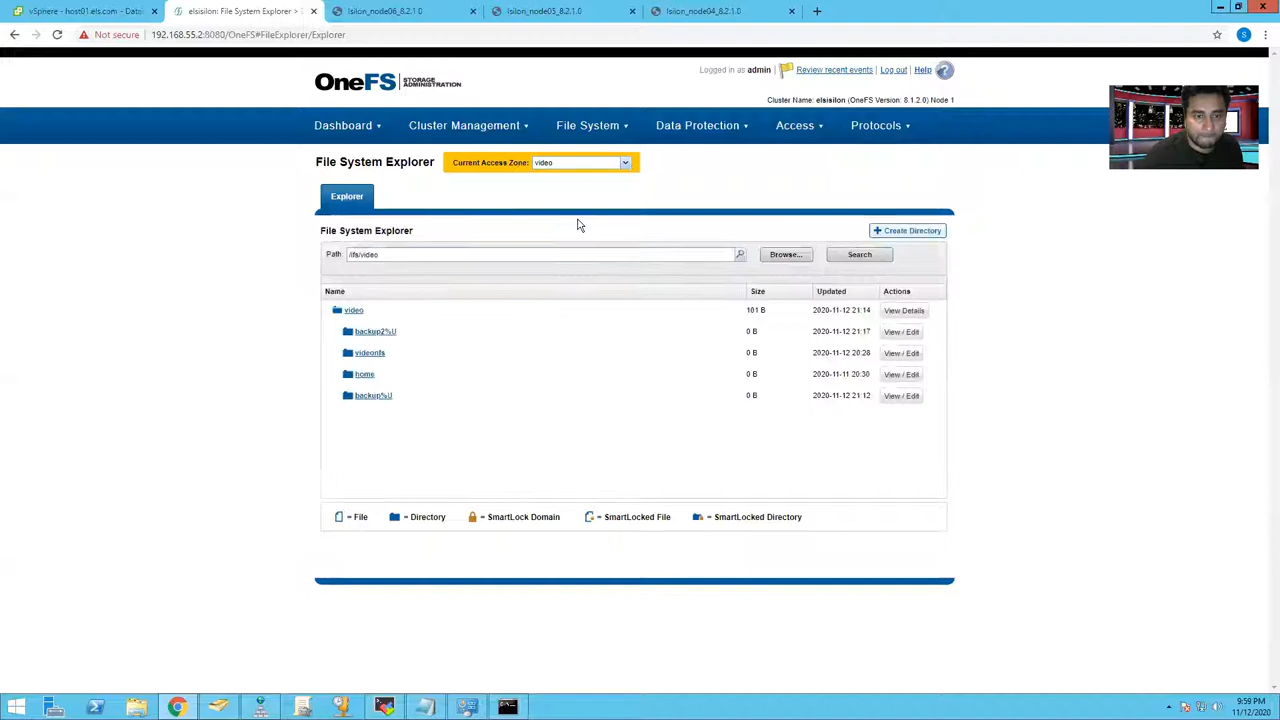 vSphere - host01.els.com - Datas
elsisilon: File System Explorer >
Isilon_node06_8.2.1.0
Isilon_node05_8.2.1.0
Isilon_node04_8.2.1.0
Not secure
192.168.55.2:8080/OneFS#FileExplorer/Explorer
S
OneFS STORAGE ADMINISTRATION
Logged in as admin Review recent events Log out Help ?
Cluster Name: elsisilon (OneFS Version: 8.1.2.0) Node 1
Dashboard Cluster Management File System Data Protection Access Protocols
File System Explorer Current Access Zone: video
Explorer
File System Explorer + Create Directory
Path: /ifs/video Browse... Search
Name Size Updated Actions
video 101 B 2020-11-12 21:14 View Details
backup2%U 0 B 2020-11-12 21:17 View / Edit
videonfs 0 B 2020-11-12 20:28 View / Edit
home 0 B 2020-11-11 20:30 View / Edit
backup%U 0 B 2020-11-12 21:12 View / Edit
= File = Directory = SmartLock Domain = SmartLocked File = SmartLocked Directory
9:59 PM
11/12/2020